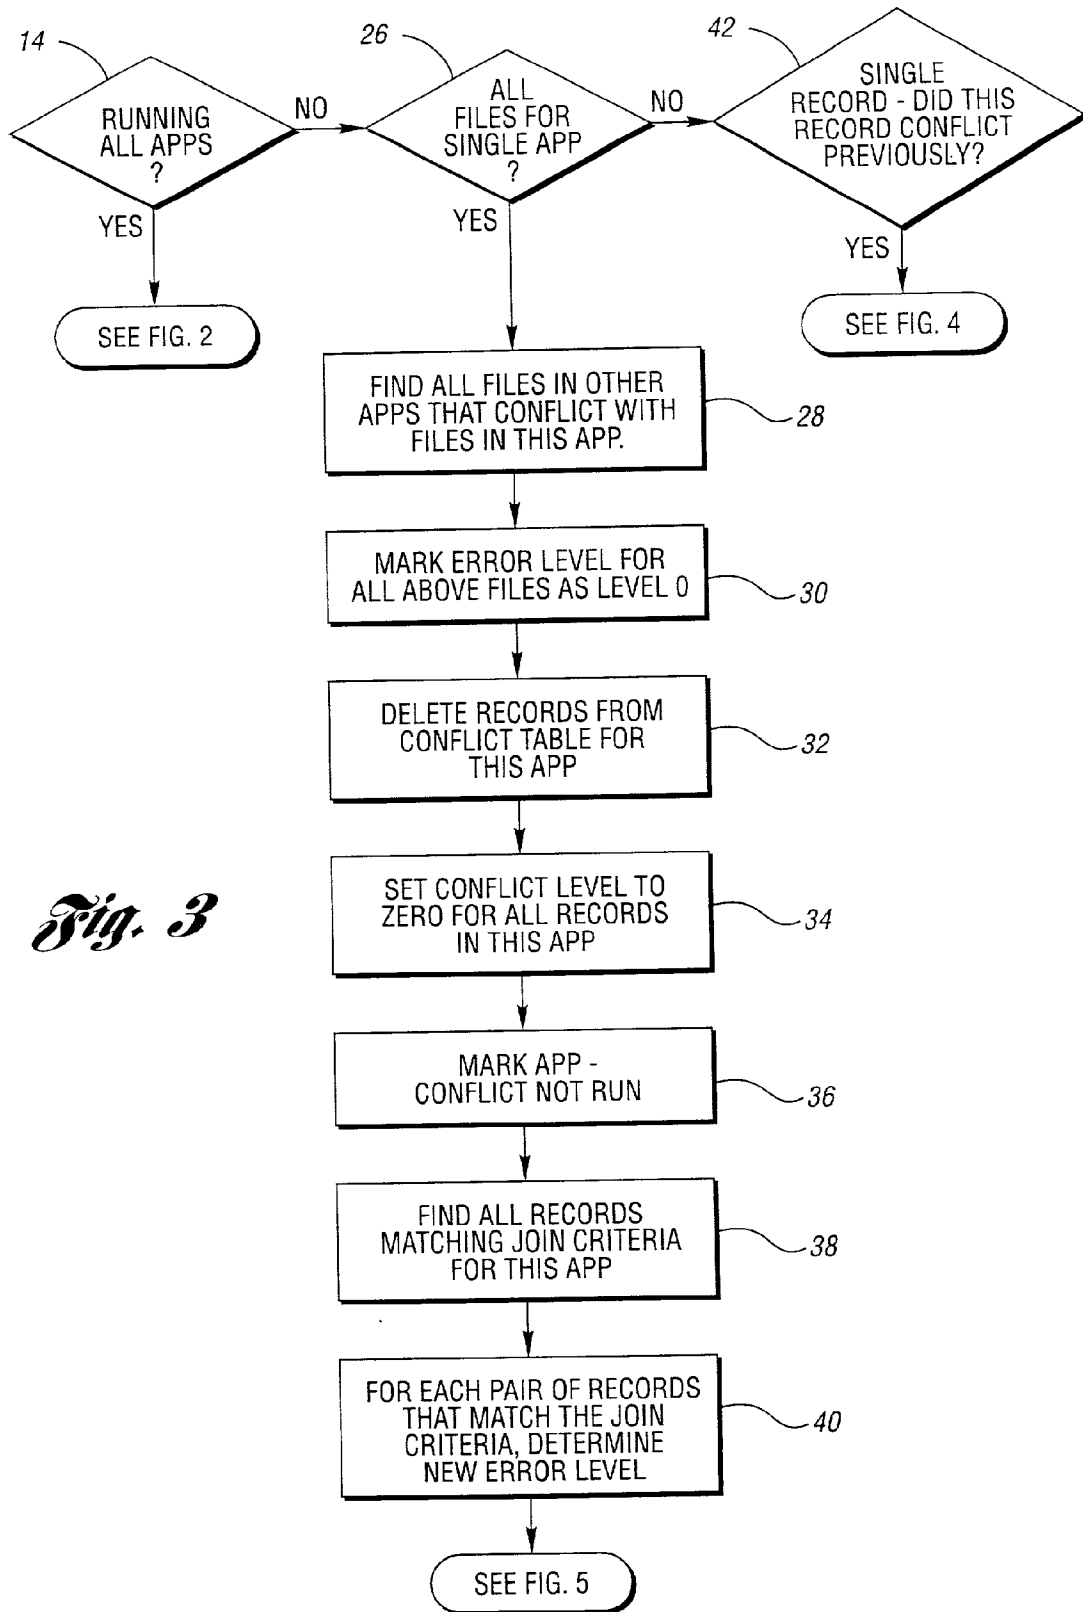 14
RUNNING
ALL APPS
?
NO
YES
SEE FIG. 2
26
ALL
FILES FOR
SINGLE APP
?
NO
YES
42
SINGLE
RECORD - DID THIS
RECORD CONFLICT
PREVIOUSLY?
YES
SEE FIG. 4
FIND ALL FILES IN OTHER
APPS THAT CONFLICT WITH
FILES IN THIS APP.
28
MARK ERROR LEVEL FOR
ALL ABOVE FILES AS LEVEL 0
30
DELETE RECORDS FROM
CONFLICT TABLE FOR
THIS APP
32
SET CONFLICT LEVEL TO
ZERO FOR ALL RECORDS
IN THIS APP
34
Fig. 3
MARK APP -
CONFLICT NOT RUN
36
FIND ALL RECORDS
MATCHING JOIN CRITERIA
FOR THIS APP
38
FOR EACH PAIR OF RECORDS
THAT MATCH THE JOIN
CRITERIA, DETERMINE
NEW ERROR LEVEL
40
SEE FIG. 5